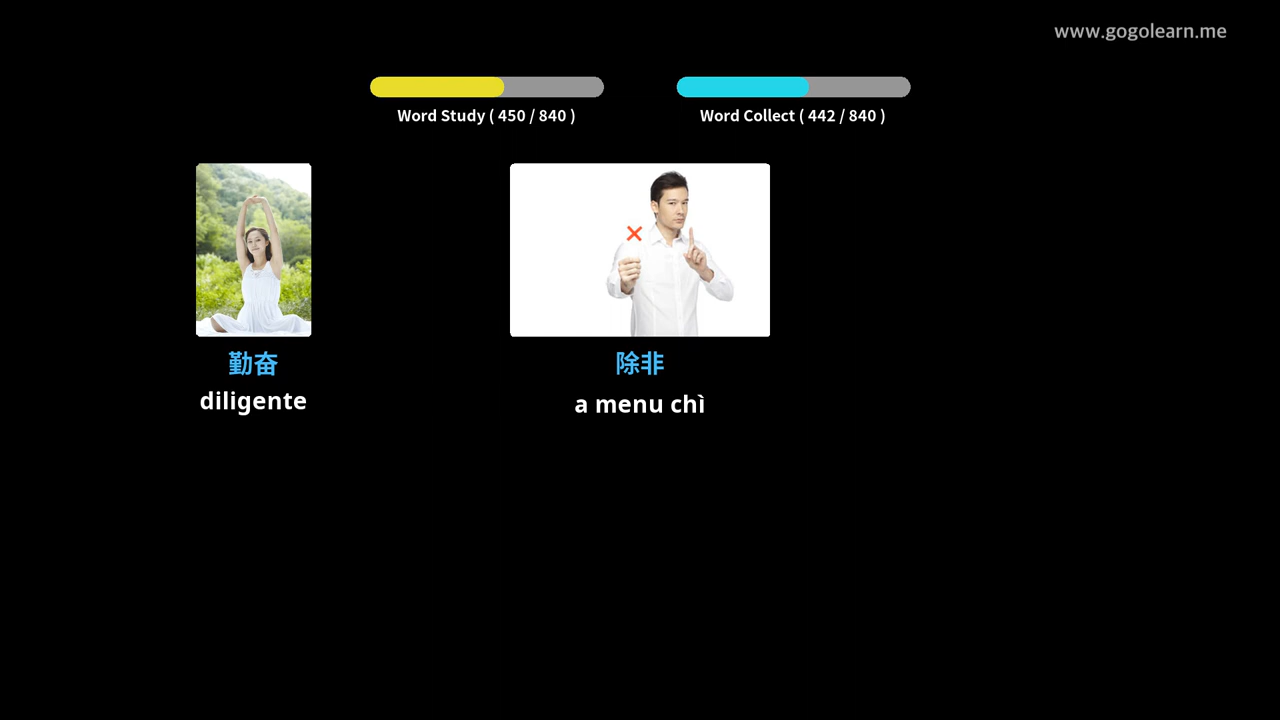 www.gogolearn.me
Word Study ( 450 / 840 )
Word Collect ( 442 / 840 )
勤奋
diligente
除非
a menu chì